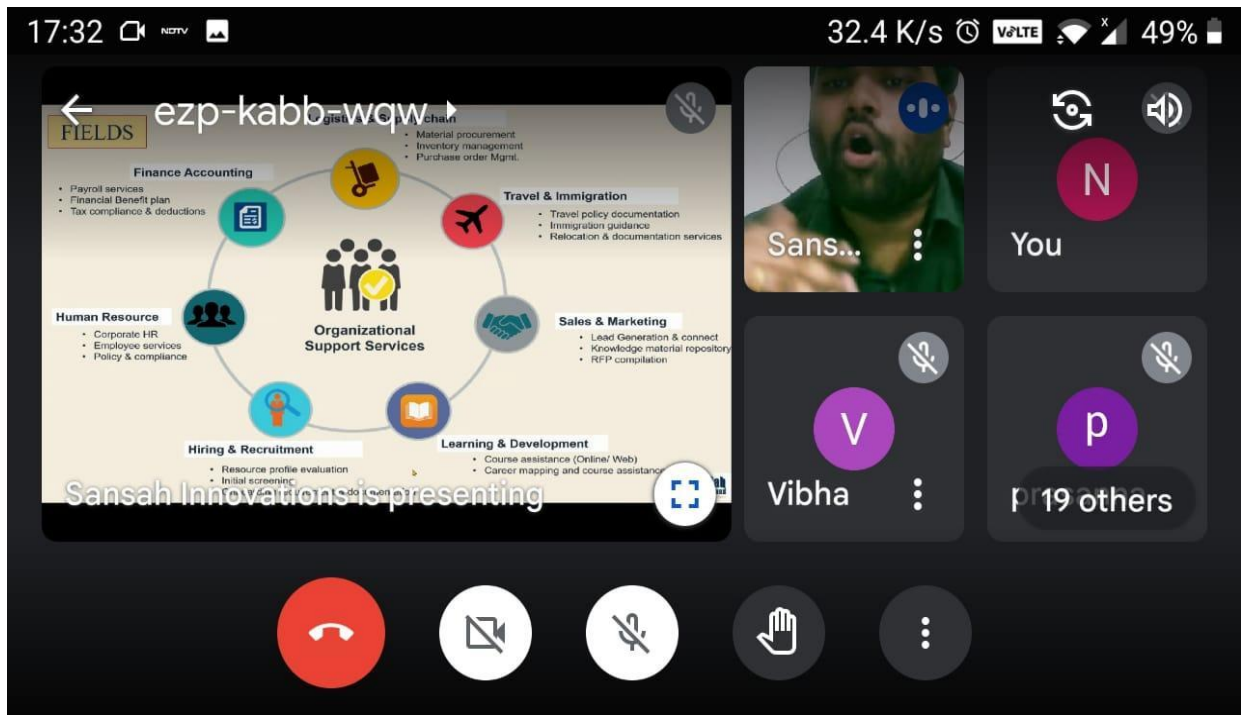 17:32 NDTV 32.4 K/s VoLTE x 49%
ezp-kabb-wqw
FIELDS
Logistics & Supply chain
• Material procurement
• Inventory management
• Purchase order Mgmt.
Finance Accounting
• Payroll services
• Financial Benefit plan
• Tax compliance & deductions
Travel & Immigration
• Travel policy documentation
• Immigration guidance
• Relocation & documentation services
Human Resource
• Corporate HR
• Employee services
• Policy & compliance
Organizational
Support Services
Sales & Marketing
• Lead Generation & connect
• Knowledge material repository
• RFP compilation
Hiring & Recruitment
• Resource profile evaluation
• Initial screening
Learning & Development
• Course assistance (Online/ Web)
• Career mapping and course assistance
Sansah Innovations is presenting
Sans...
N
You
V
Vibha
p
19 others